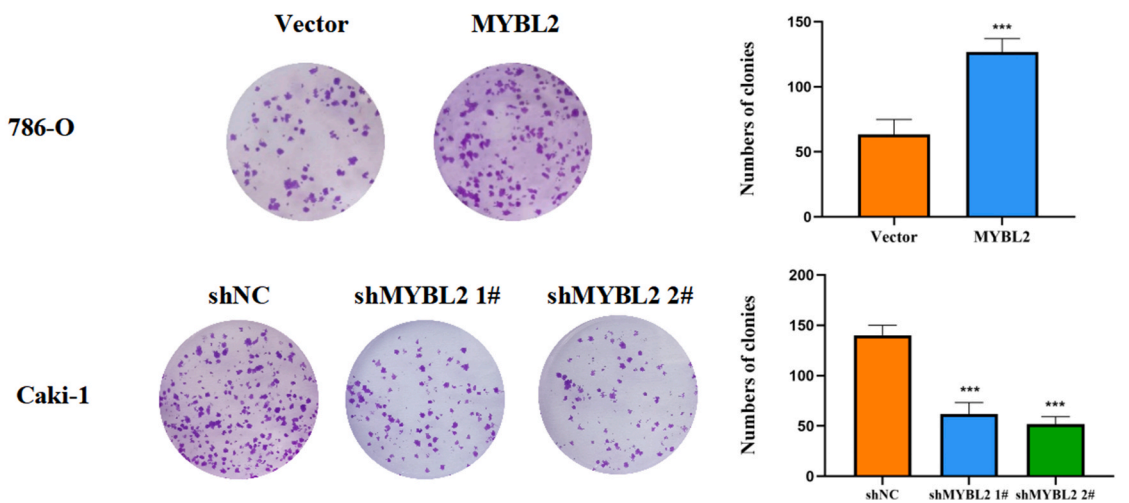 Vector MYBL2
786-O
Numbers of clonies
150
100
50
0
***
Vector MYBL2
shNC shMYBL2 1# shMYBL2 2#
Caki-1
Numbers of clonies
200
150
100
50
0
*** ***
shNC shMYBL2 1# shMYBL2 2#